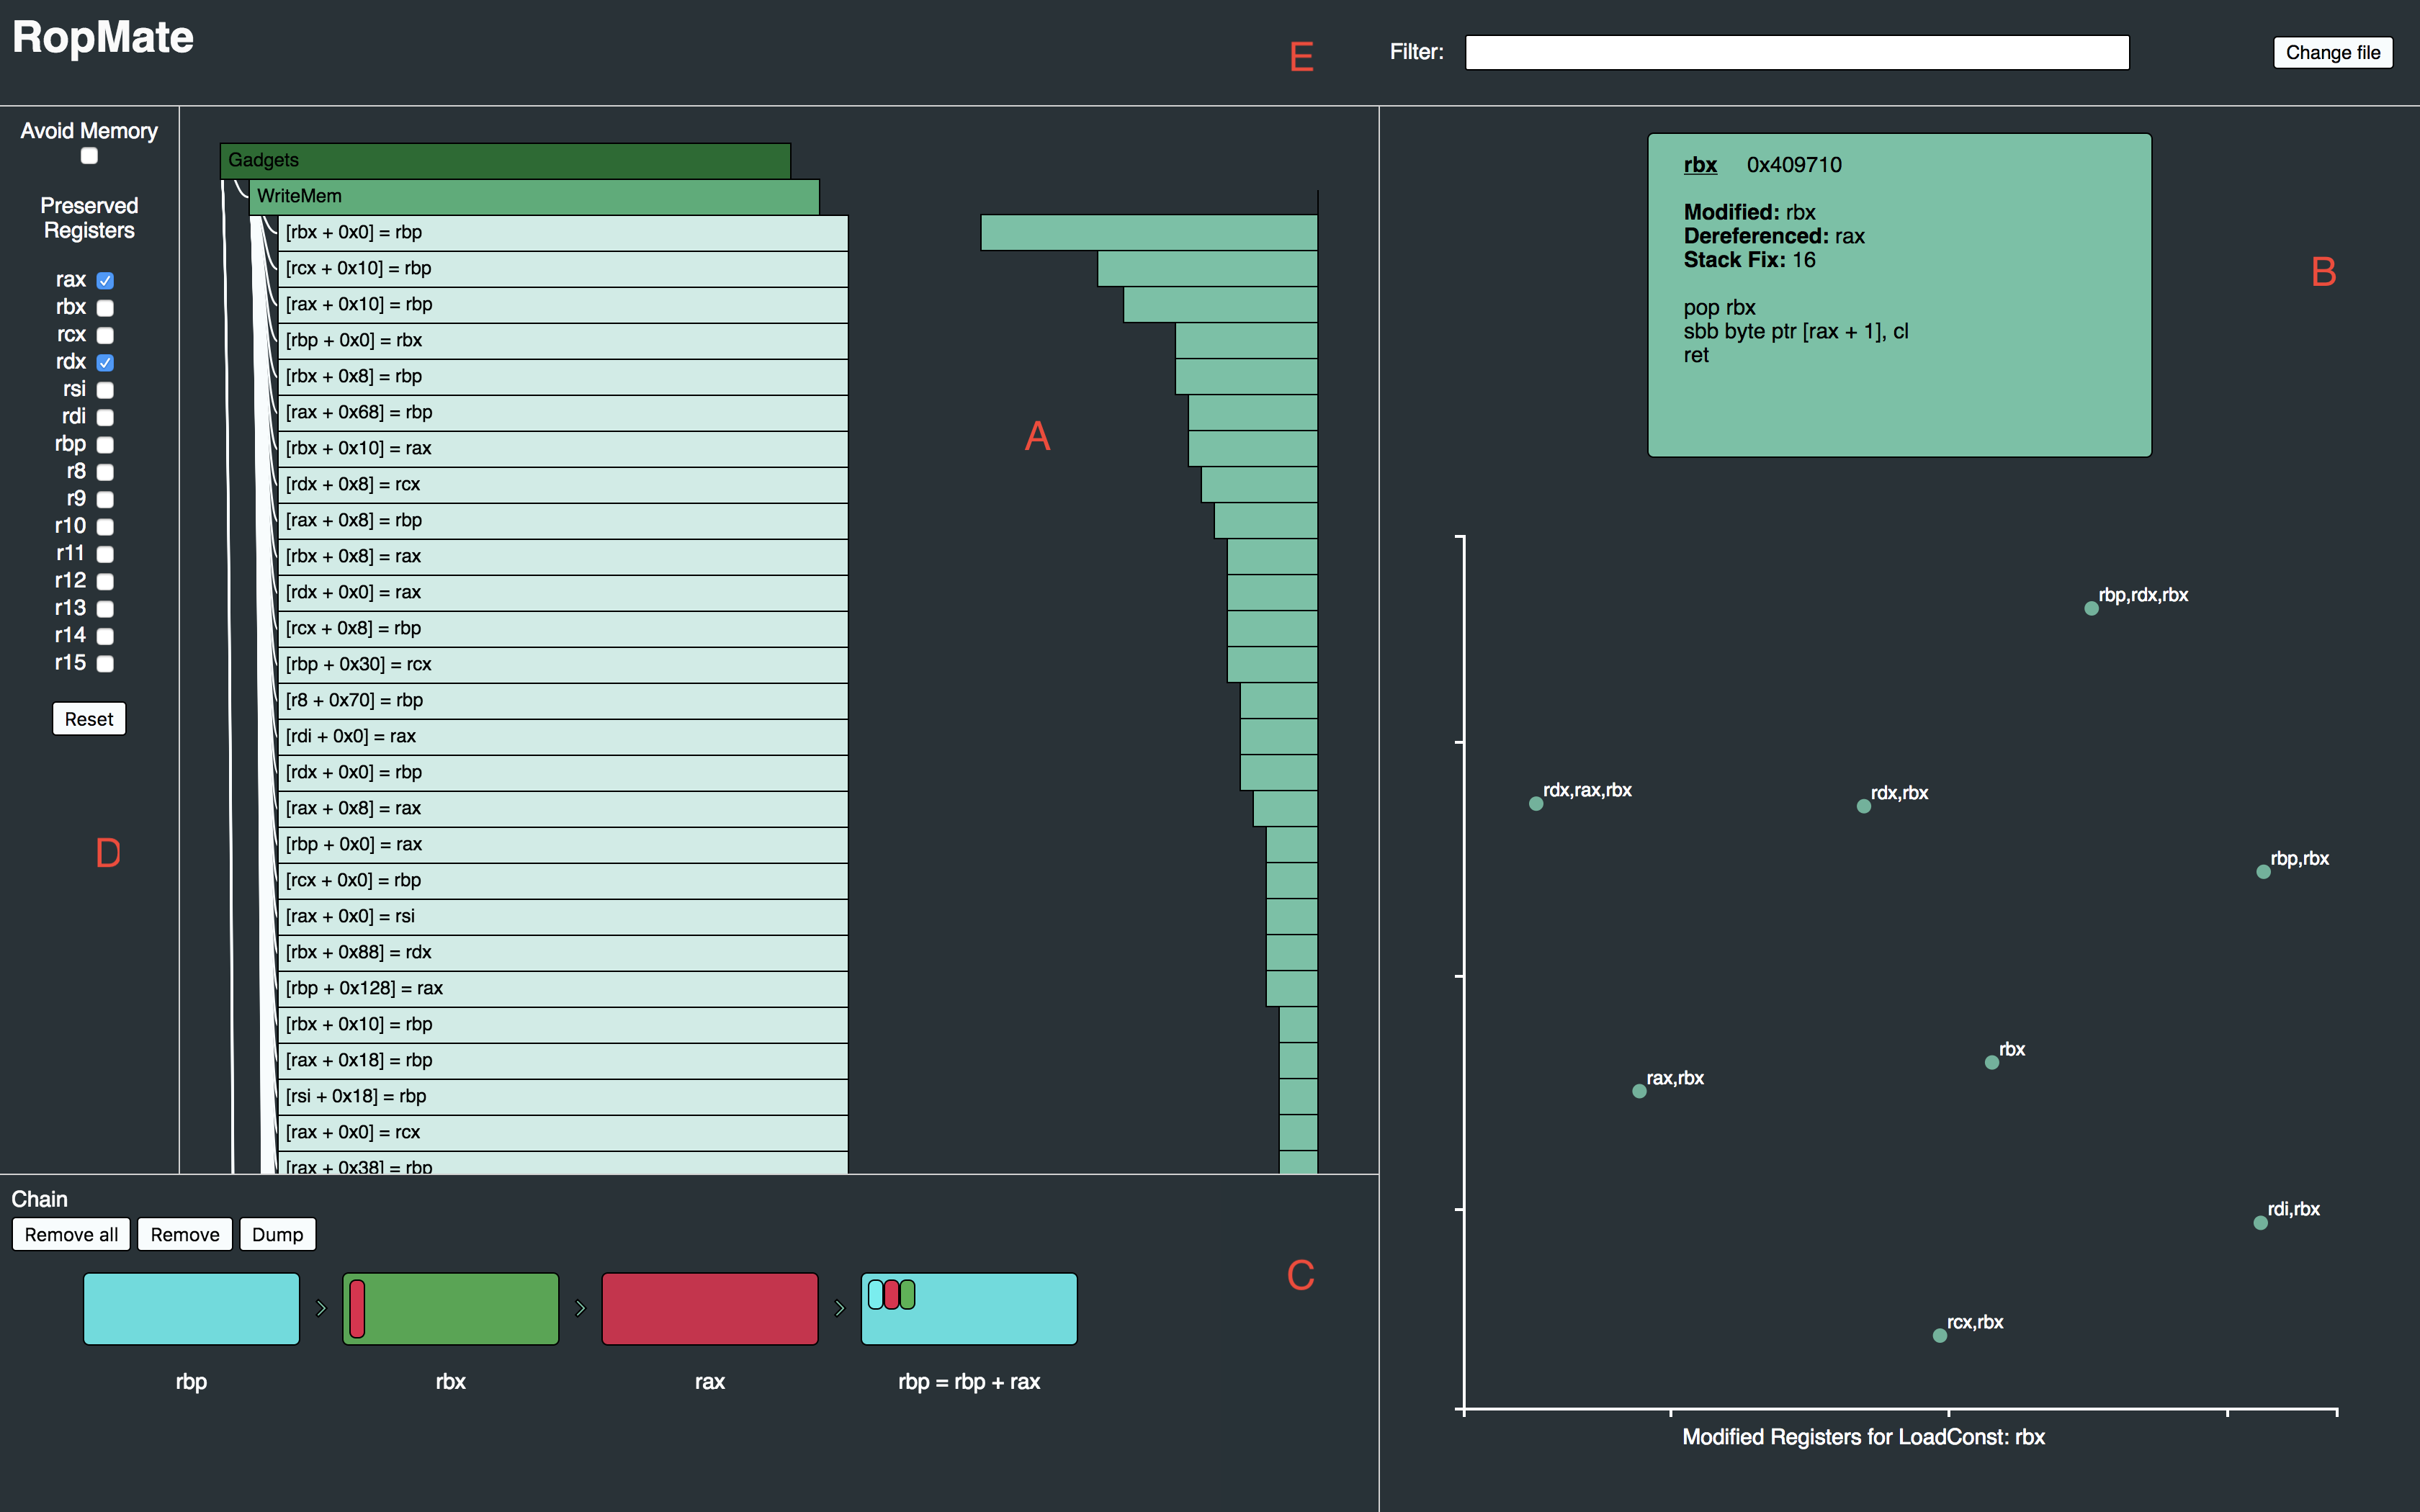 RopMate
E
Filter:
Change file
Avoid Memory
Preserved
Registers
rax
rbx
rcx
rdx
rsi
rdi
rbp
r8
r9
r10
r11
r12
r13
r14
r15
Reset
D
Gadgets
WriteMem
[rbx + 0x0] = rbp
[rcx + 0x10] = rbp
[rax + 0x10] = rbp
[rbp + 0x0] = rbx
[rbx + 0x8] = rbp
[rax + 0x68] = rbp
[rbx + 0x10] = rax
[rdx + 0x8] = rcx
[rax + 0x8] = rbp
[rbx + 0x8] = rax
[rdx + 0x0] = rax
[rcx + 0x8] = rbp
[rbp + 0x30] = rcx
[r8 + 0x70] = rbp
[rdi + 0x0] = rax
[rdx + 0x0] = rbp
[rax + 0x8] = rax
[rbp + 0x0] = rax
[rcx + 0x0] = rbp
[rax + 0x0] = rsi
[rbx + 0x88] = rdx
[rbp + 0x128] = rax
[rbx + 0x10] = rbp
[rax + 0x18] = rbp
[rsi + 0x18] = rbp
[rax + 0x0] = rcx
[rax + 0x38] = rbp
A
rbx 0x409710
Modified: rbx
Dereferenced: rax
Stack Fix: 16
pop rbx
sbb byte ptr [rax + 1], cl
ret
B
rbp,rdx,rbx
rdx,rax,rbx
rdx,rbx
rbp,rbx
rbx
rax,rbx
rdi,rbx
rcx,rbx
Modified Registers for LoadConst: rbx
Chain
Remove all
Remove
Dump
C
rbp
rbx
rax
rbp = rbp + rax